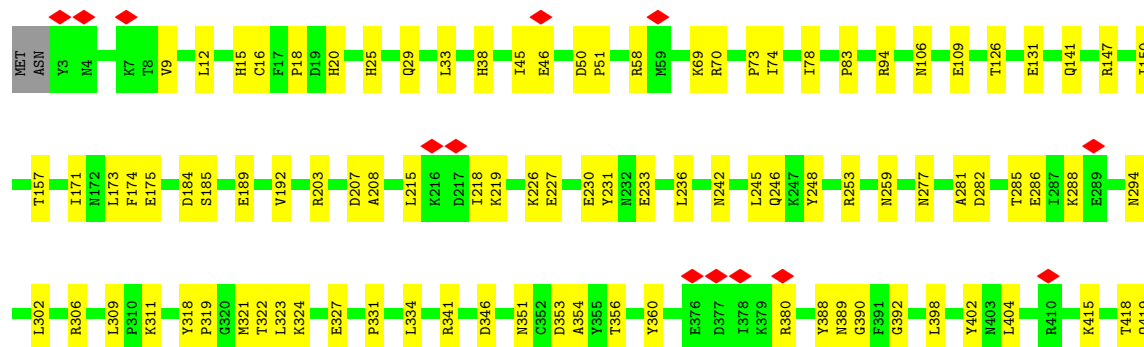 MET ASN Y3 N4 K7 T8 V9 L12 H15 C16 F17 P18 D19 H20 H25 Q29 L33 H38 I45 E46 D50 P51 R58 M59 K69 R70 P73 I74 I78 P83 R94 N106 E109 T126 E131 Q141 R147 I150
T157 I171 N172 L173 F174 E175 D184 S185 E189 V192 R203 D207 A208 L215 K216 D217 I218 K219 K226 E227 E230 Y231 N232 E233 L236 N242 L245 Q246 K247 Y248 R253 N259 N277 A281 D282 T285 E286 I287 K288 E289 N294
L302 R306 L309 P310 K311 Y318 P319 G320 M321 T322 L323 K324 E327 P331 L334 R341 D346 N351 C352 D353 A354 Y355 T356 Y360 E376 D377 I378 K379 R380 Y388 N389 G390 F391 G392 L398 Y402 N403 L404 R410 K415 T418